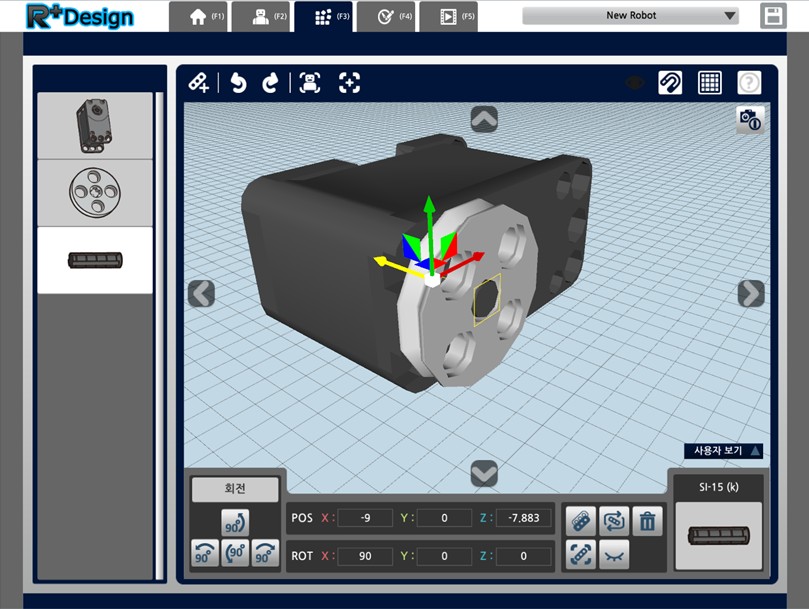 R+Design
(F1)
(F2)
(F3)
(F4)
(F5)
New Robot
?
사용자 보기
회전
90°
90°
90°
90°
POS X: -9 Y: 0 Z: -7.883
ROT X: 90 Y: 0 Z: 0
SI-15 (k)